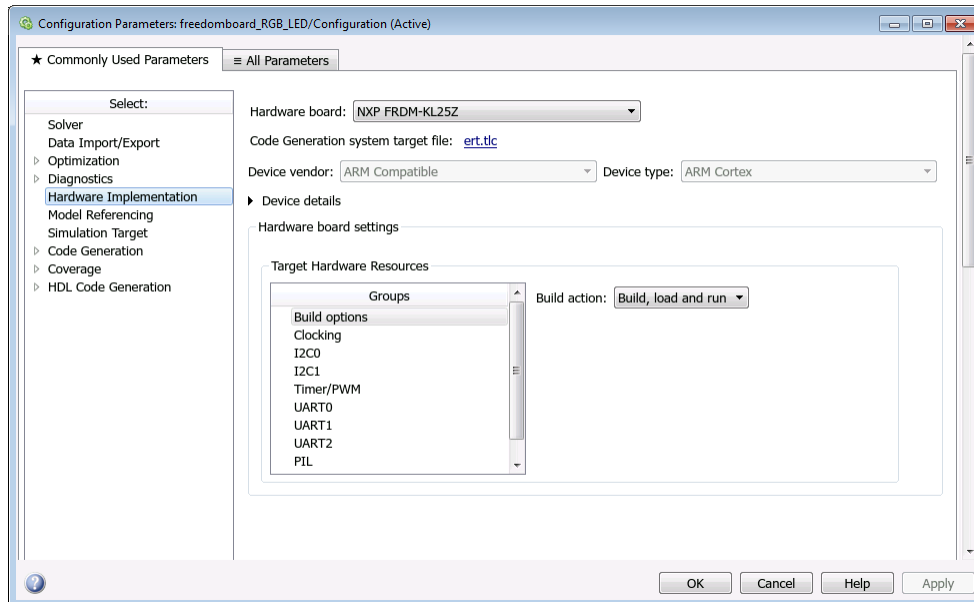 Configuration Parameters: freedomboard_RGB_LED/Configuration (Active)
★ Commonly Used Parameters
≡ All Parameters
Select:
Solver
Data Import/Export
Optimization
Diagnostics
Hardware Implementation
Model Referencing
Simulation Target
Code Generation
Coverage
HDL Code Generation
Hardware board: NXP FRDM-KL25Z
Code Generation system target file: ert.tlc
Device vendor: ARM Compatible Device type: ARM Cortex
Device details
Hardware board settings
Target Hardware Resources
Groups
Build options
Clocking
I2C0
I2C1
Timer/PWM
UART0
UART1
UART2
PIL
Build action: Build, load and run
? OK Cancel Help Apply